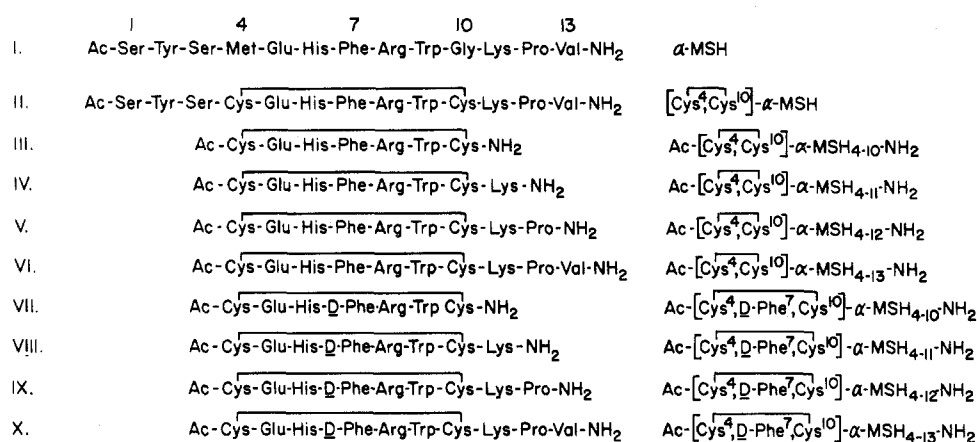 1 4 7 10 13
I. Ac-Ser-Tyr-Ser-Met-Glu-His-Phe-Arg-Trp-Gly-Lys-Pro-Val-NH2 α-MSH
II. Ac-Ser-Tyr-Ser-Cys-Glu-His-Phe-Arg-Trp-Cys-Lys-Pro-Val-NH2 [Cys4,Cys10]-α-MSH
III. Ac-Cys-Glu-His-Phe-Arg-Trp-Cys-NH2 Ac-[Cys4,Cys10]-α-MSH4-10-NH2
IV. Ac-Cys-Glu-His-Phe-Arg-Trp-Cys-Lys-NH2 Ac-[Cys4,Cys10]-α-MSH4-11-NH2
V. Ac-Cys-Glu-His-Phe-Arg-Trp-Cys-Lys-Pro-NH2 Ac-[Cys4,Cys10]-α-MSH4-12-NH2
VI. Ac-Cys-Glu-His-Phe-Arg-Trp-Cys-Lys-Pro-Val-NH2 Ac-[Cys4,Cys10]-α-MSH4-13-NH2
VII. Ac-Cys-Glu-His-D-Phe-Arg-Trp Cys-NH2 Ac-[Cys4,D-Phe7,Cys10]-α-MSH4-10-NH2
VIII. Ac-Cys-Glu-His-D-Phe-Arg-Trp-Cys-Lys-NH2 Ac-[Cys4,D-Phe7,Cys10]-α-MSH4-11-NH2
IX. Ac-Cys-Glu-His-D-Phe-Arg-Trp-Cys-Lys-Pro-NH2 Ac-[Cys4,D-Phe7,Cys10]-α-MSH4-12-NH2
X. Ac-Cys-Glu-His-D-Phe-Arg-Trp-Cys-Lys-Pro-Val-NH2 Ac-[Cys4,D-Phe7,Cys10]-α-MSH4-13-NH2